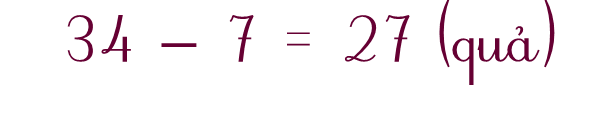 34 – 7 = 27 (quả)